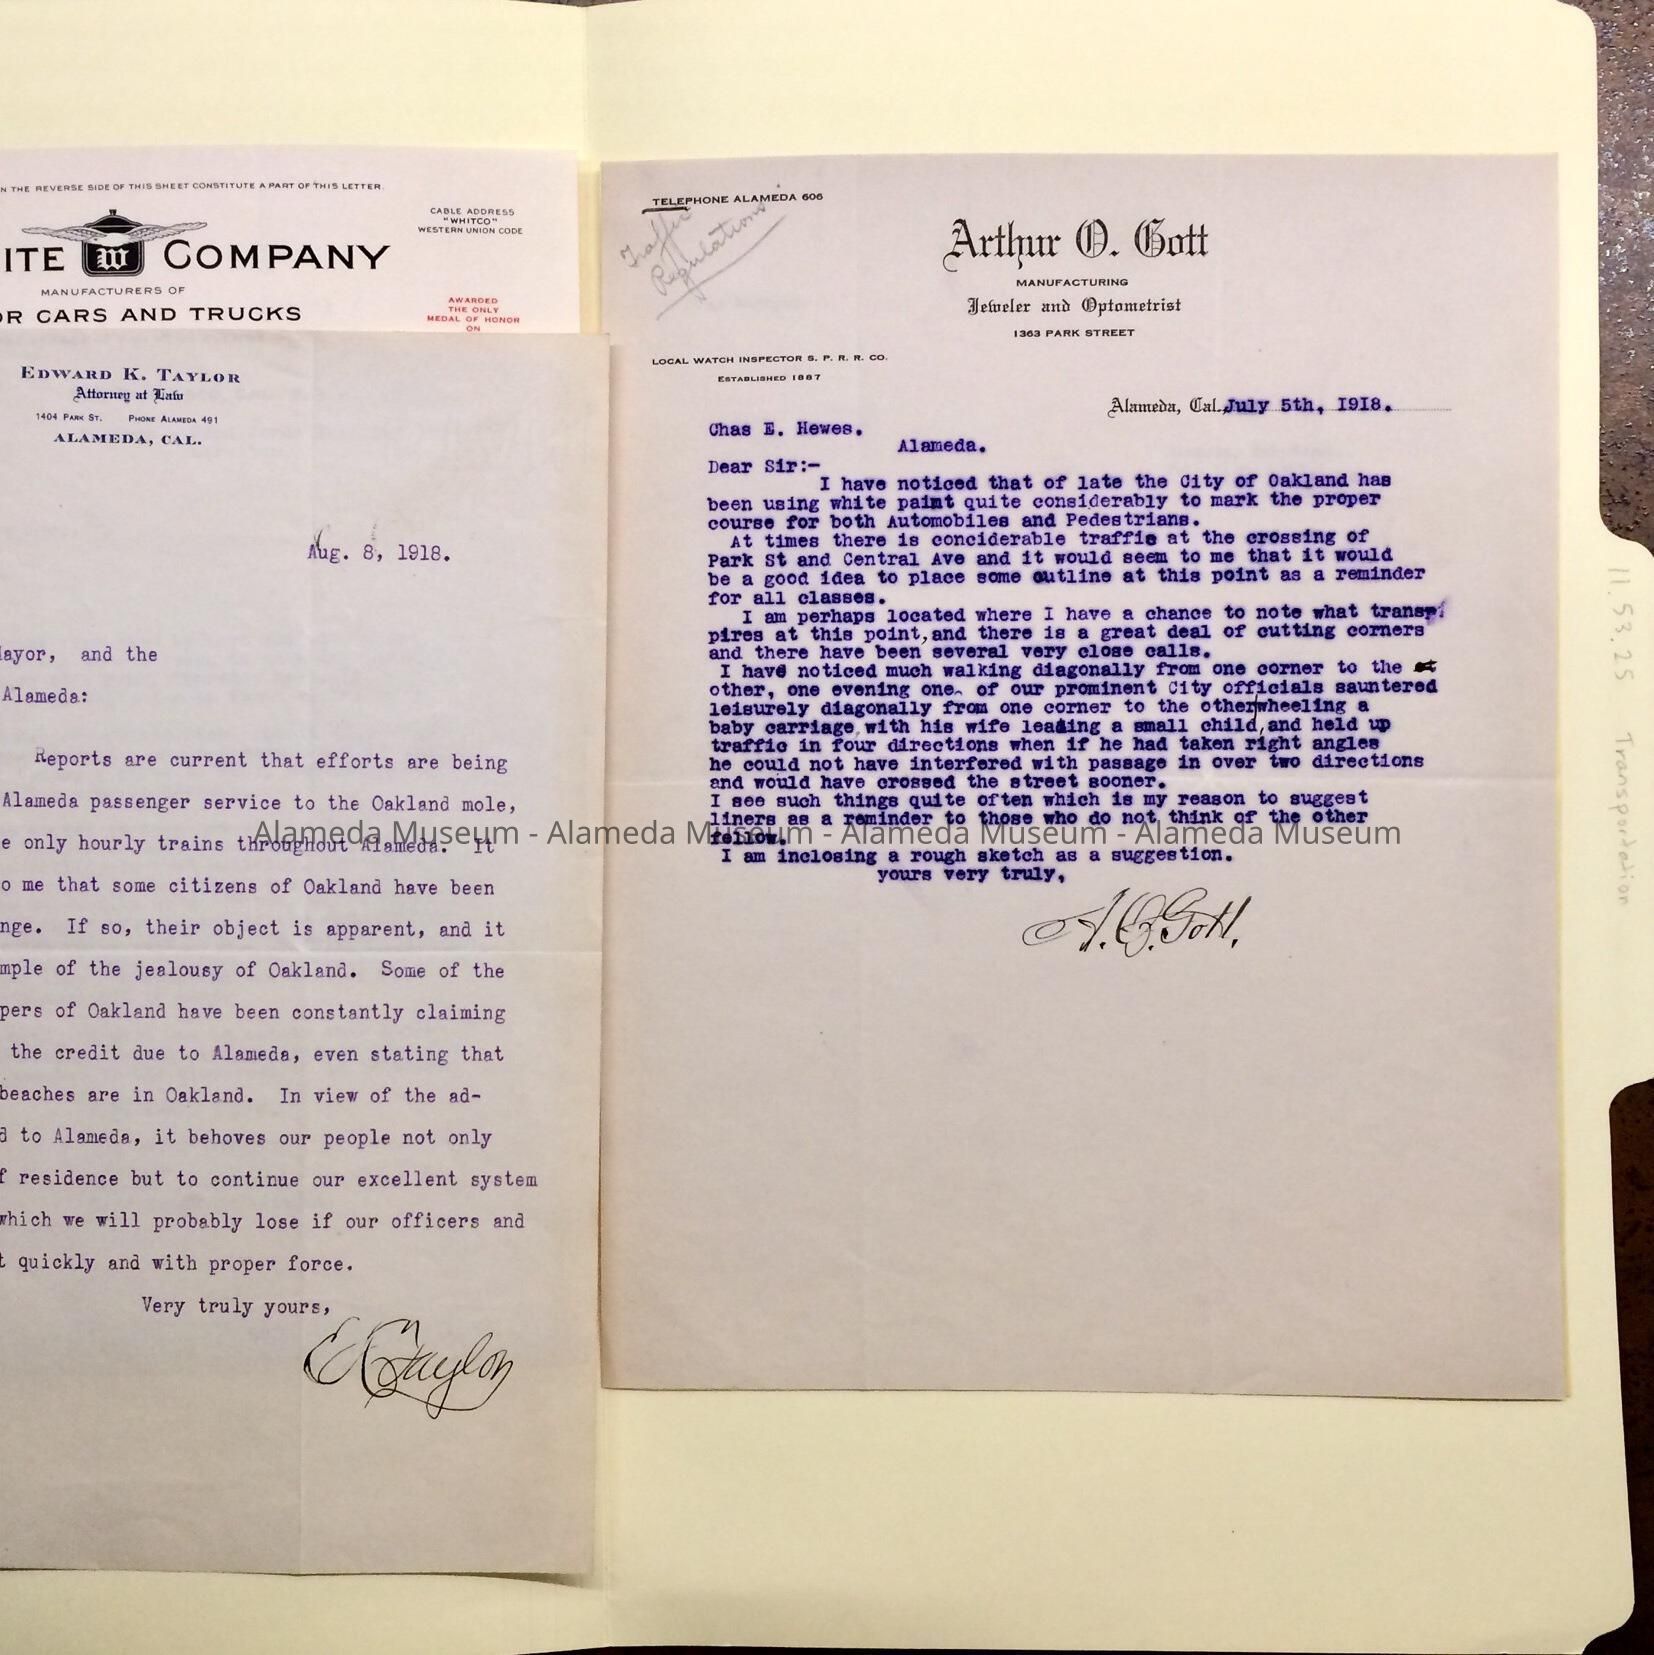 N THE REVERSE SIDE OF THIS SHEET CONSTITUTE A PART OF THIS LETTER.
CABLE ADDRESS
"WHITCO"
WESTERN UNION CODE
ITE W COMPANY
MANUFACTURERS OF
OR CARS AND TRUCKS
AWARDED
THE ONLY
MEDAL OF HONOR
ON
EDWARD K. TAYLOR
Attorney at Law
1404 PARK ST. PHONE ALAMEDA 491
ALAMEDA, CAL.
Aug. 8, 1918.
Mayor, and the
Alameda:
Reports are current that efforts are being
Alameda passenger service to the Oakland mole,
e only hourly trains throughout Alameda. It
o me that some citizens of Oakland have been
nge. If so, their object is apparent, and it
mple of the jealousy of Oakland. Some of the
pers of Oakland have been constantly claiming
the credit due to Alameda, even stating that
beaches are in Oakland. In view of the ad-
d to Alameda, it behoves our people not only
f residence but to continue our excellent system
which we will probably lose if our officers and
t quickly and with proper force.
Very truly yours,
E K Taylor
TELEPHONE ALAMEDA 606
Traffic
Regulations
Arthur O. Gott
MANUFACTURING
Jeweler and Optometrist
1363 PARK STREET
LOCAL WATCH INSPECTOR S. P. R. R. CO.
ESTABLISHED 1887
Alameda, Cal., July 5th, 1918.
Chas E. Hewes.
Alameda.
Dear Sir:-
I have noticed that of late the City of Oakland has
been using white paint quite considerably to mark the proper
course for both Automobiles and Pedestrians.
At times there is conciderable traffic at the crossing of
Park St and Central Ave and it would seem to me that it would
be a good idea to place some outline at this point as a reminder
for all classes.
I am perhaps located where I have a chance to note what transp
pires at this point,and there is a great deal of cutting corners
and there have been several very close calls.
I have noticed much walking diagonally from one corner to the
other, one evening one of our prominent City officials sauntered
leisurely diagonally from one corner to the other wheeling a
baby carriage with his wife leading a small child,and held up
traffic in four directions when if he had taken right angles
he could not have interfered with passage in over two directions
and would have crossed the street sooner.
I see such things quite often which is my reason to suggest
liners as a reminder to those who do not think of the other
fellow.
I am inclosing a rough sketch as a suggestion.
yours very truly,
A. O. Gott.
Alameda Museum - Alameda Museum - Alameda Museum - Alameda Museum
11.53.25 Transportation